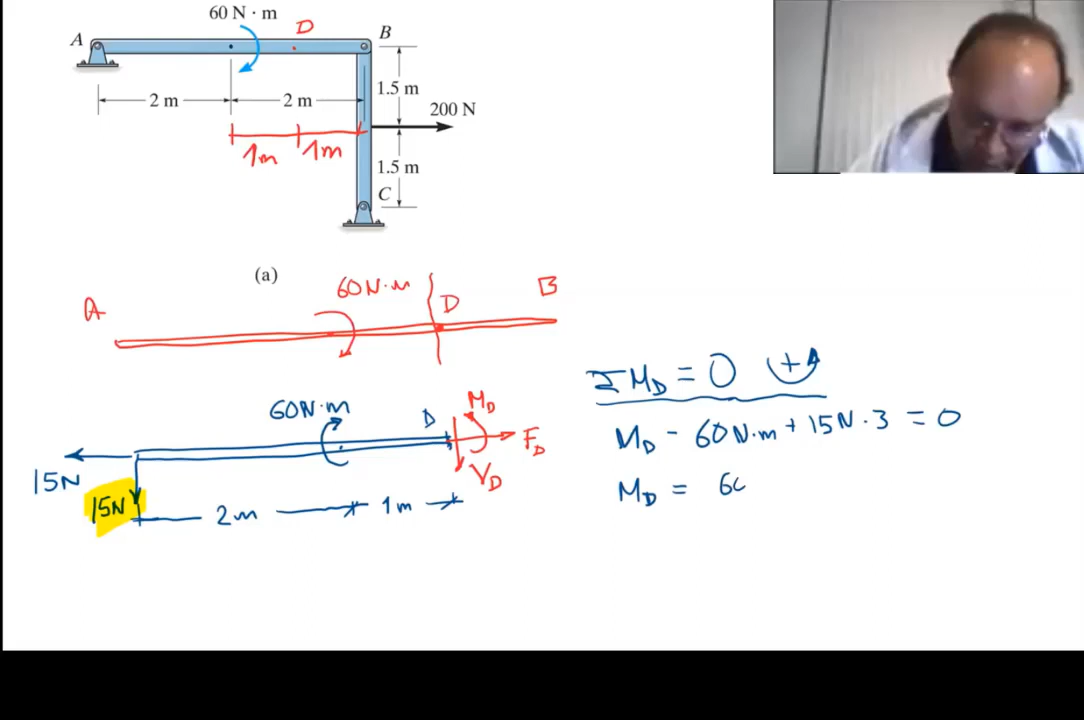 60 N · m
D
A
B
1.5 m
2 m
2 m
200 N
1m
1m
1.5 m
C
(a)
60N·m
A
D
B
ΣM_D = 0 +
60N·m
D
M_D
F_D
V_D
M_D - 60N·m + 15N·3 = 0
15N
15N
M_D = 60
2m
1m